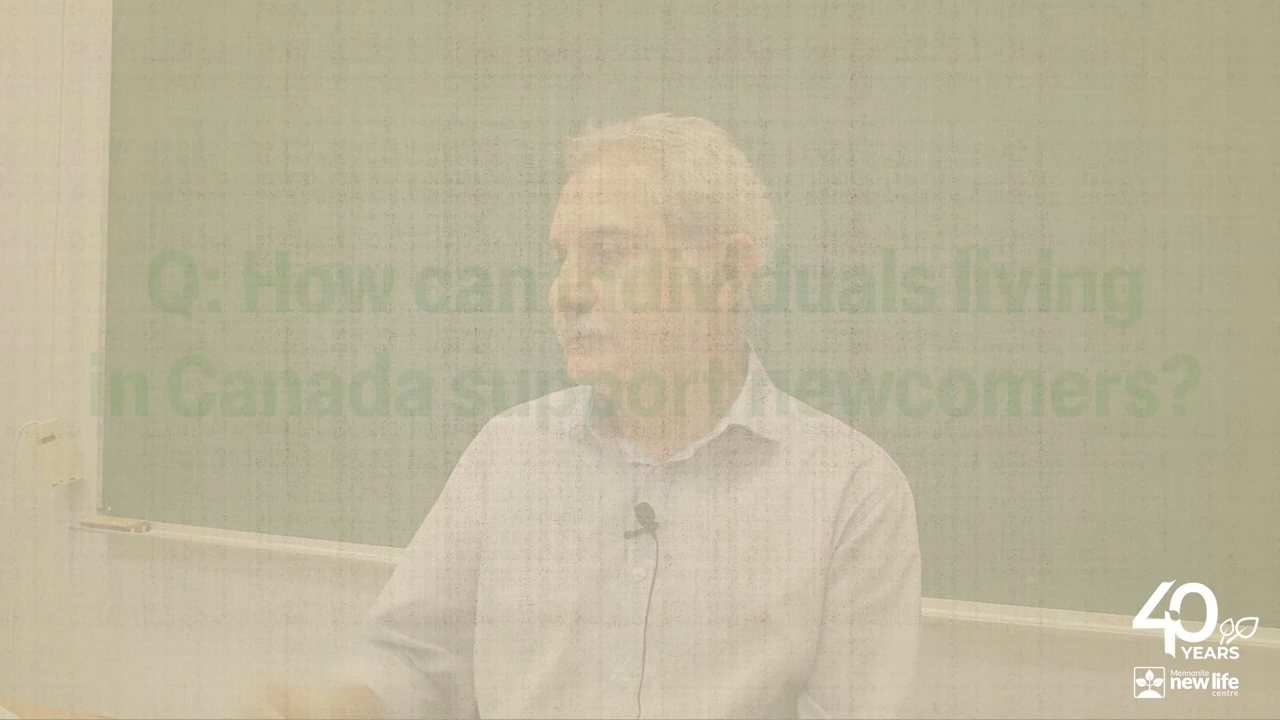 Q: How can individuals living
in Canada support newcomers?
40
YEARS
Mennonite
new life
centre